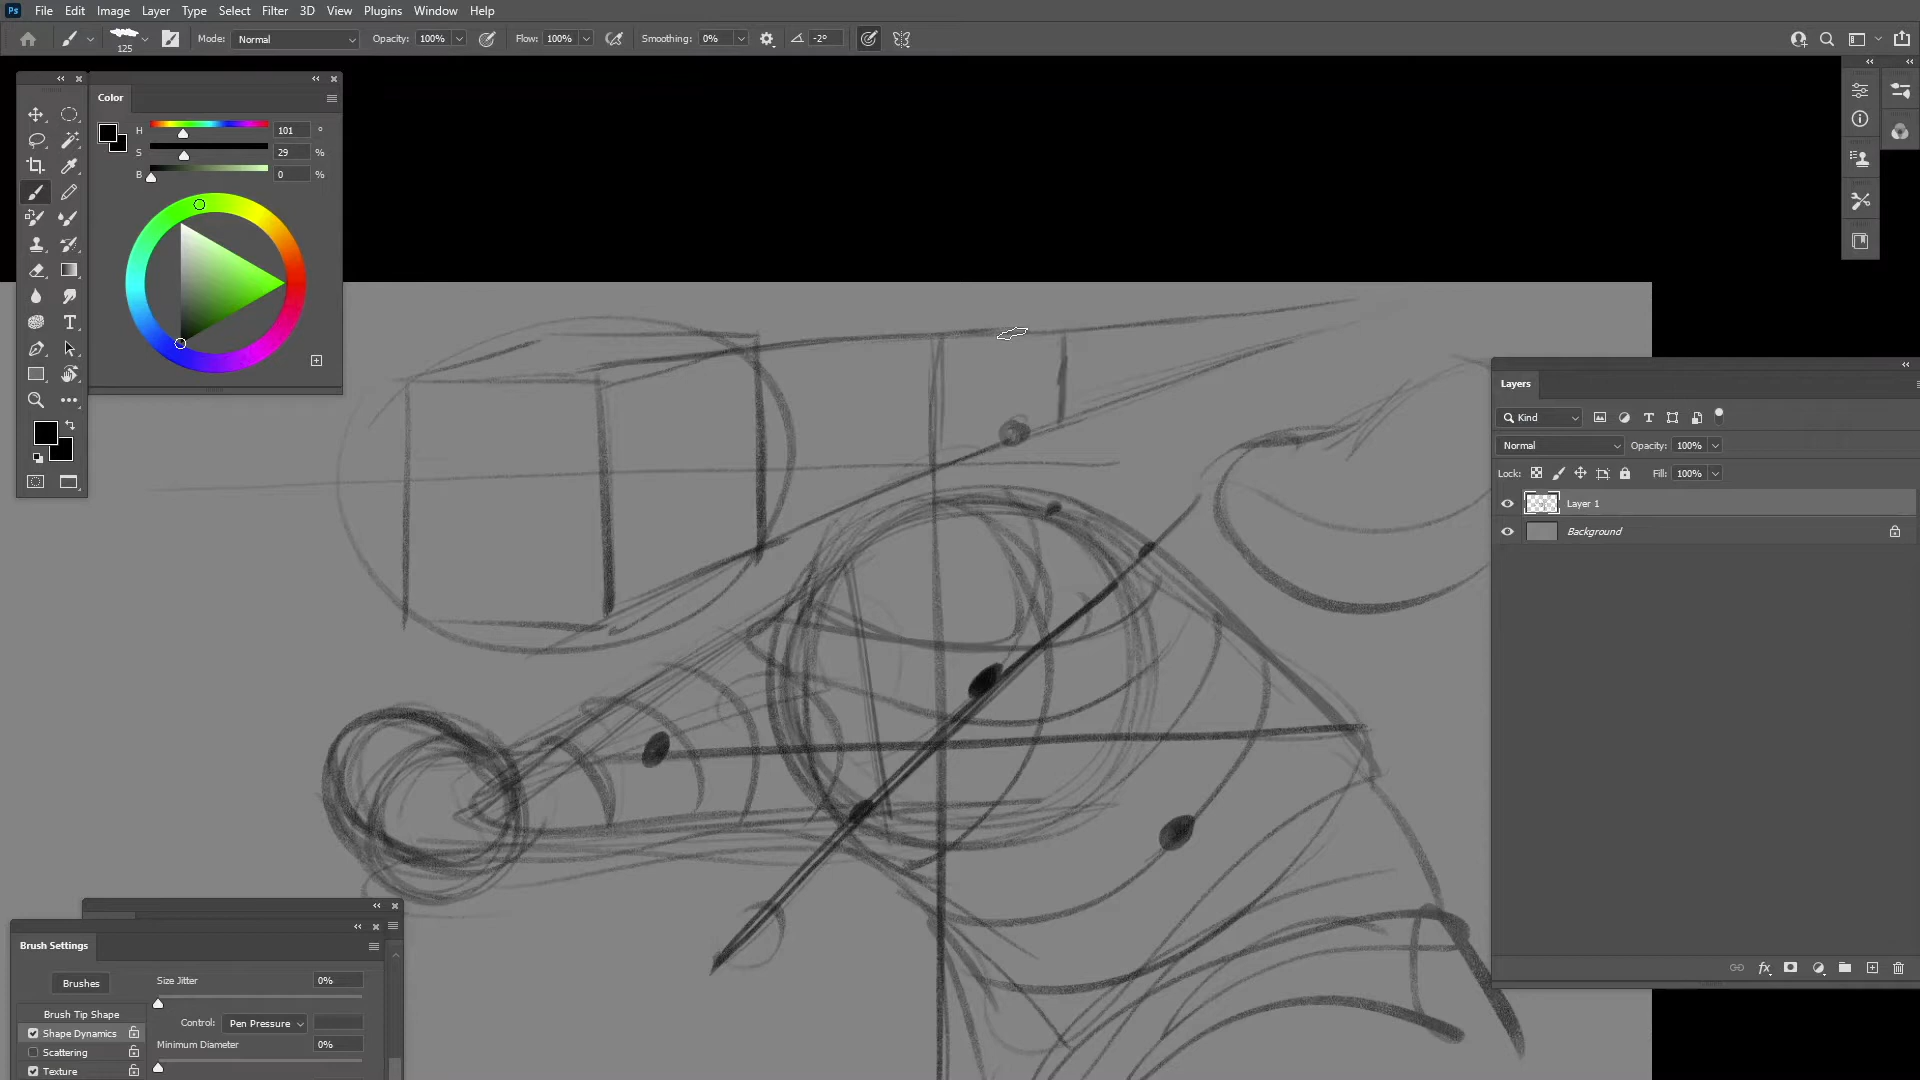 Ps File Edit Image Layer Type Select Filter 3D View Plugins Window Help
125 Mode: Normal Opacity: 100% Flow: 100% Smoothing: 0% -2°
Color
H 101 °
S 29 %
B 0 %
Layers
Kind
Normal Opacity: 100%
Lock: Fill: 100%
Layer 1
Background
Brush Settings
Brushes
Size Jitter 0%
Brush Tip Shape
Control: Pen Pressure
Shape Dynamics
Minimum Diameter 0%
Scattering
Texture